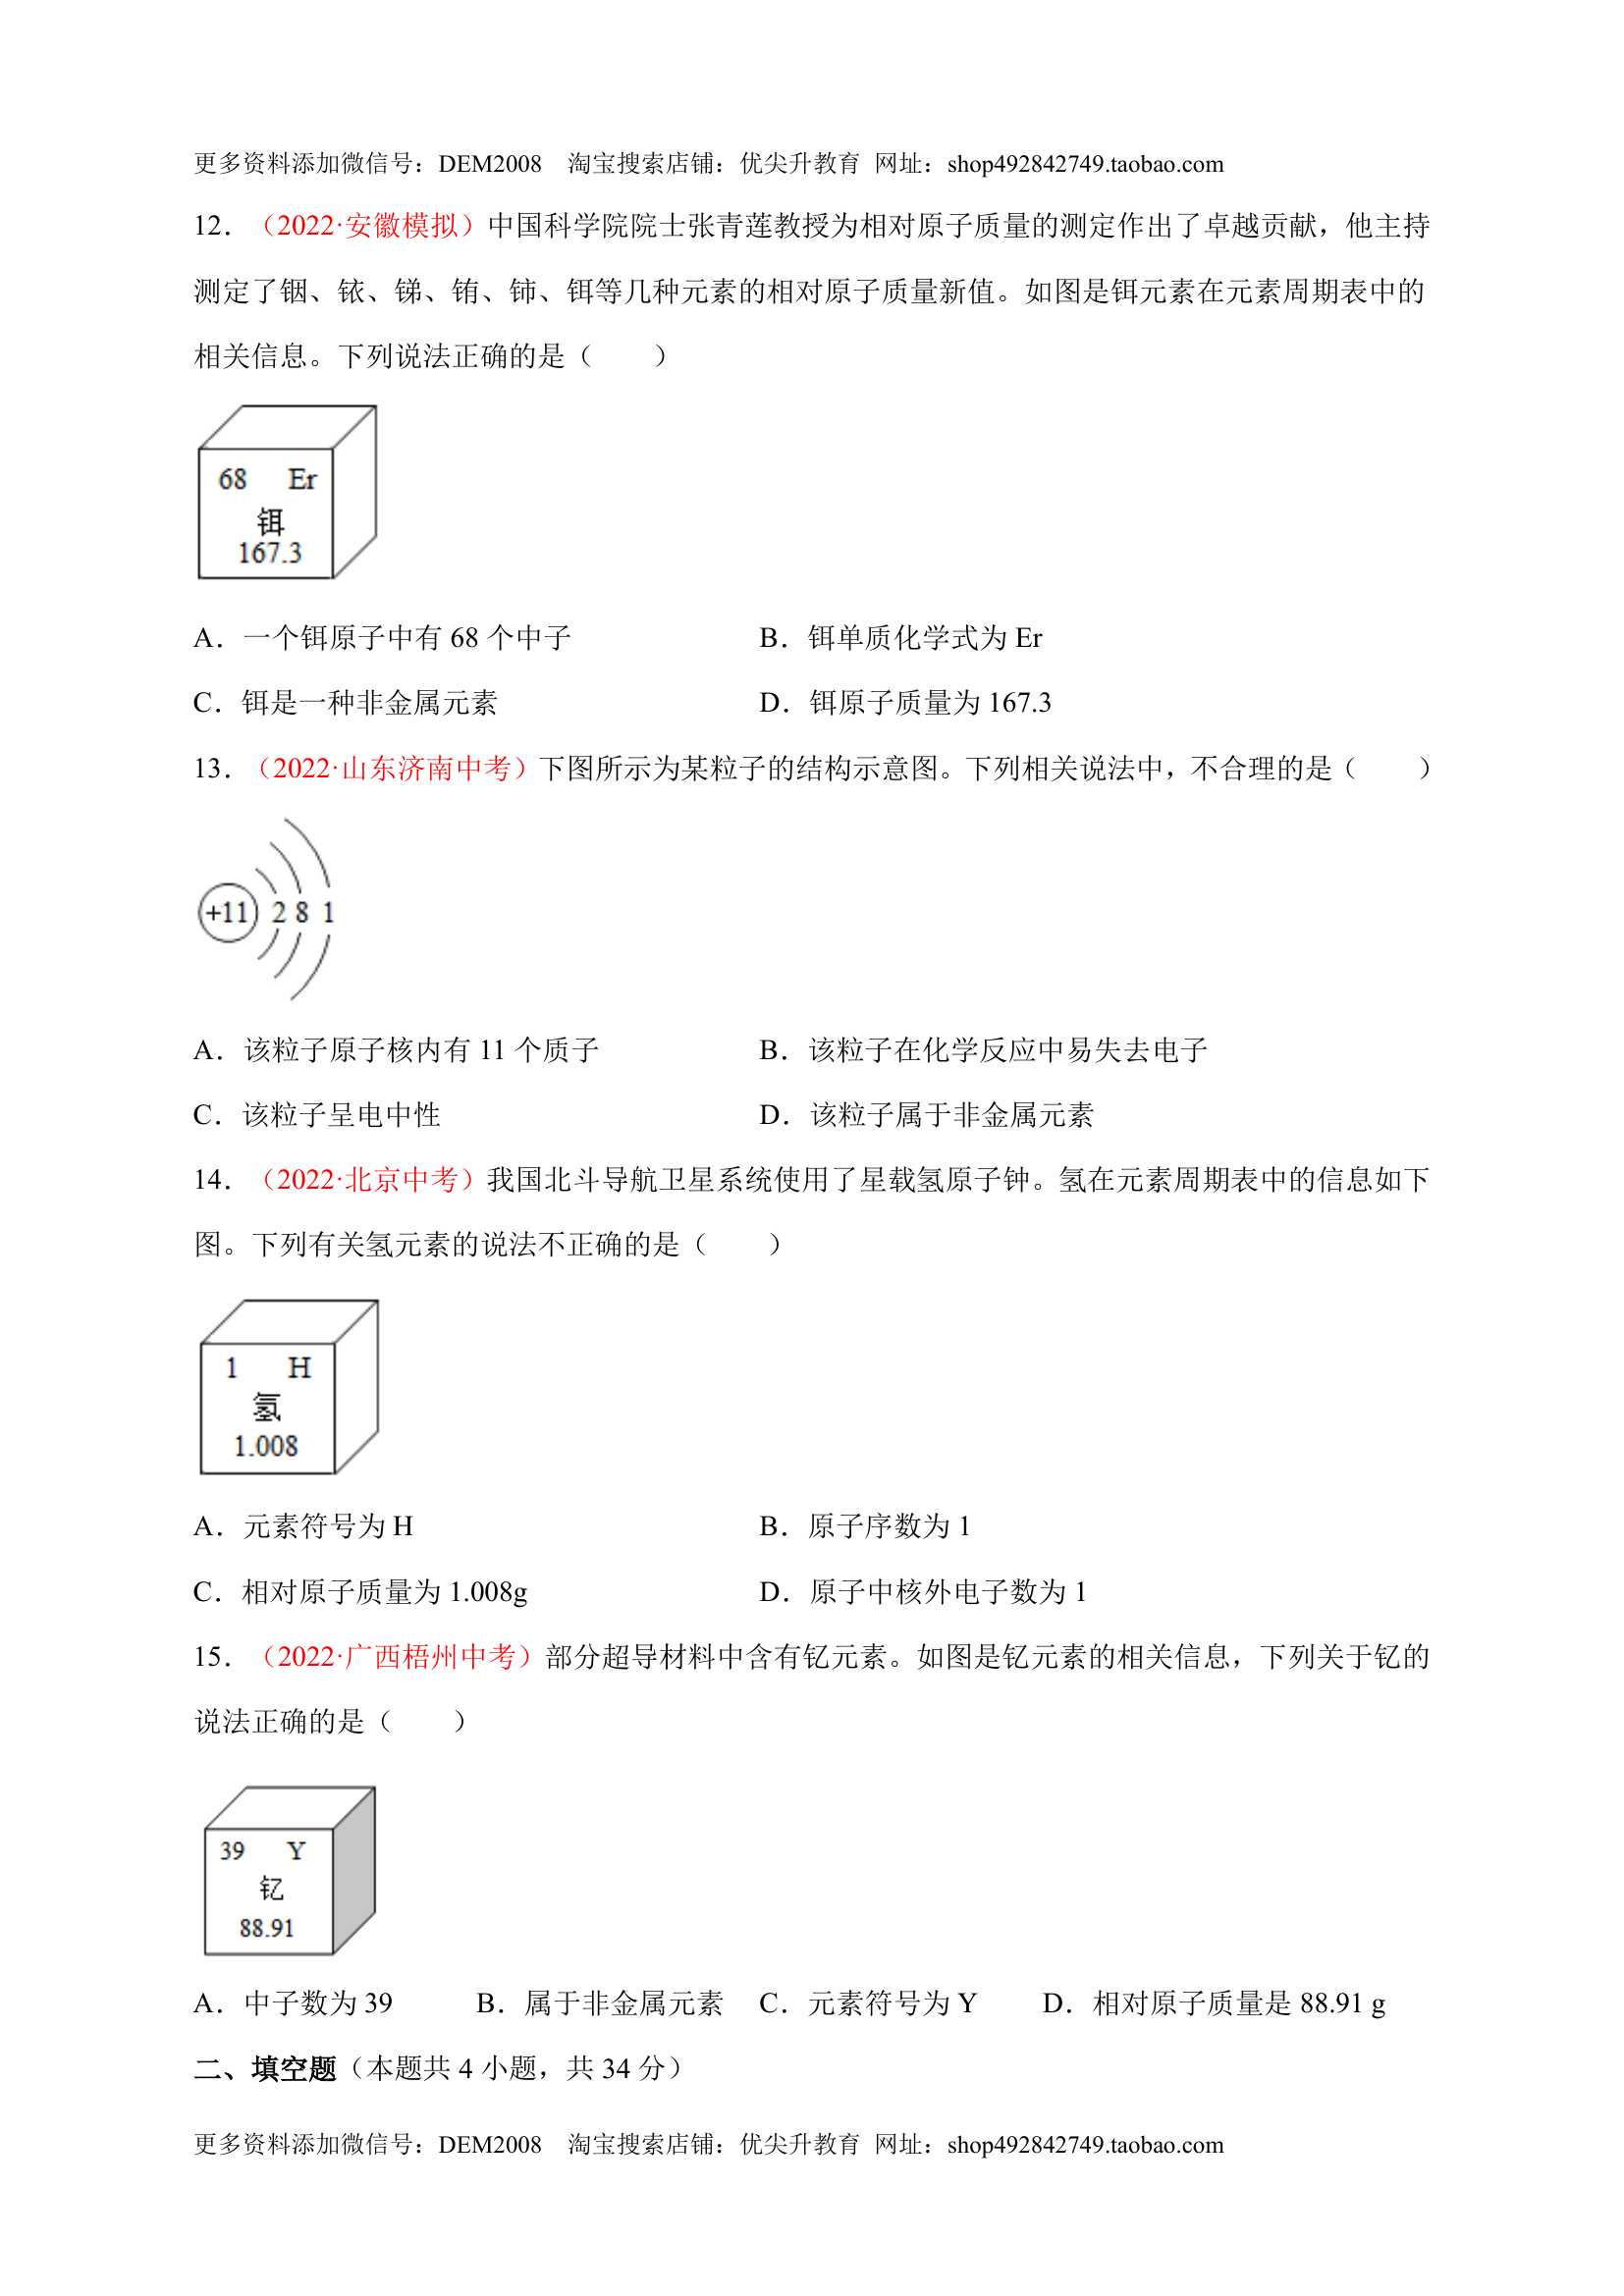 更多资料添加微信号：DEM2008 淘宝搜索店铺：优尖升教育 网址：shop492842749.taobao.com
12．（2022·安徽模拟）中国科学院院士张青莲教授为相对原子质量的测定作出了卓越贡献，他主持
测定了铟、铱、锑、铕、铈、铒等几种元素的相对原子质量新值。如图是铒元素在元素周期表中的
相关信息。下列说法正确的是（ ）
68 Er
铒
167.3
A．一个铒原子中有 68 个中子 B．铒单质化学式为 Er
C．铒是一种非金属元素 D．铒原子质量为 167.3
13．（2022·山东济南中考）下图所示为某粒子的结构示意图。下列相关说法中，不合理的是（ ）
+11 2 8 1
A．该粒子原子核内有 11 个质子 B．该粒子在化学反应中易失去电子
C．该粒子呈电中性 D．该粒子属于非金属元素
14．（2022·北京中考）我国北斗导航卫星系统使用了星载氢原子钟。氢在元素周期表中的信息如下
图。下列有关氢元素的说法不正确的是（ ）
1 H
氢
1.008
A．元素符号为 H B．原子序数为 1
C．相对原子质量为 1.008g D．原子中核外电子数为 1
15．（2022·广西梧州中考）部分超导材料中含有钇元素。如图是钇元素的相关信息，下列关于钇的
说法正确的是（ ）
39 Y
钇
88.91
A．中子数为 39 B．属于非金属元素 C．元素符号为 Y D．相对原子质量是 88.91 g
二、填空题（本题共 4 小题，共 34 分）
更多资料添加微信号：DEM2008 淘宝搜索店铺：优尖升教育 网址：shop492842749.taobao.com